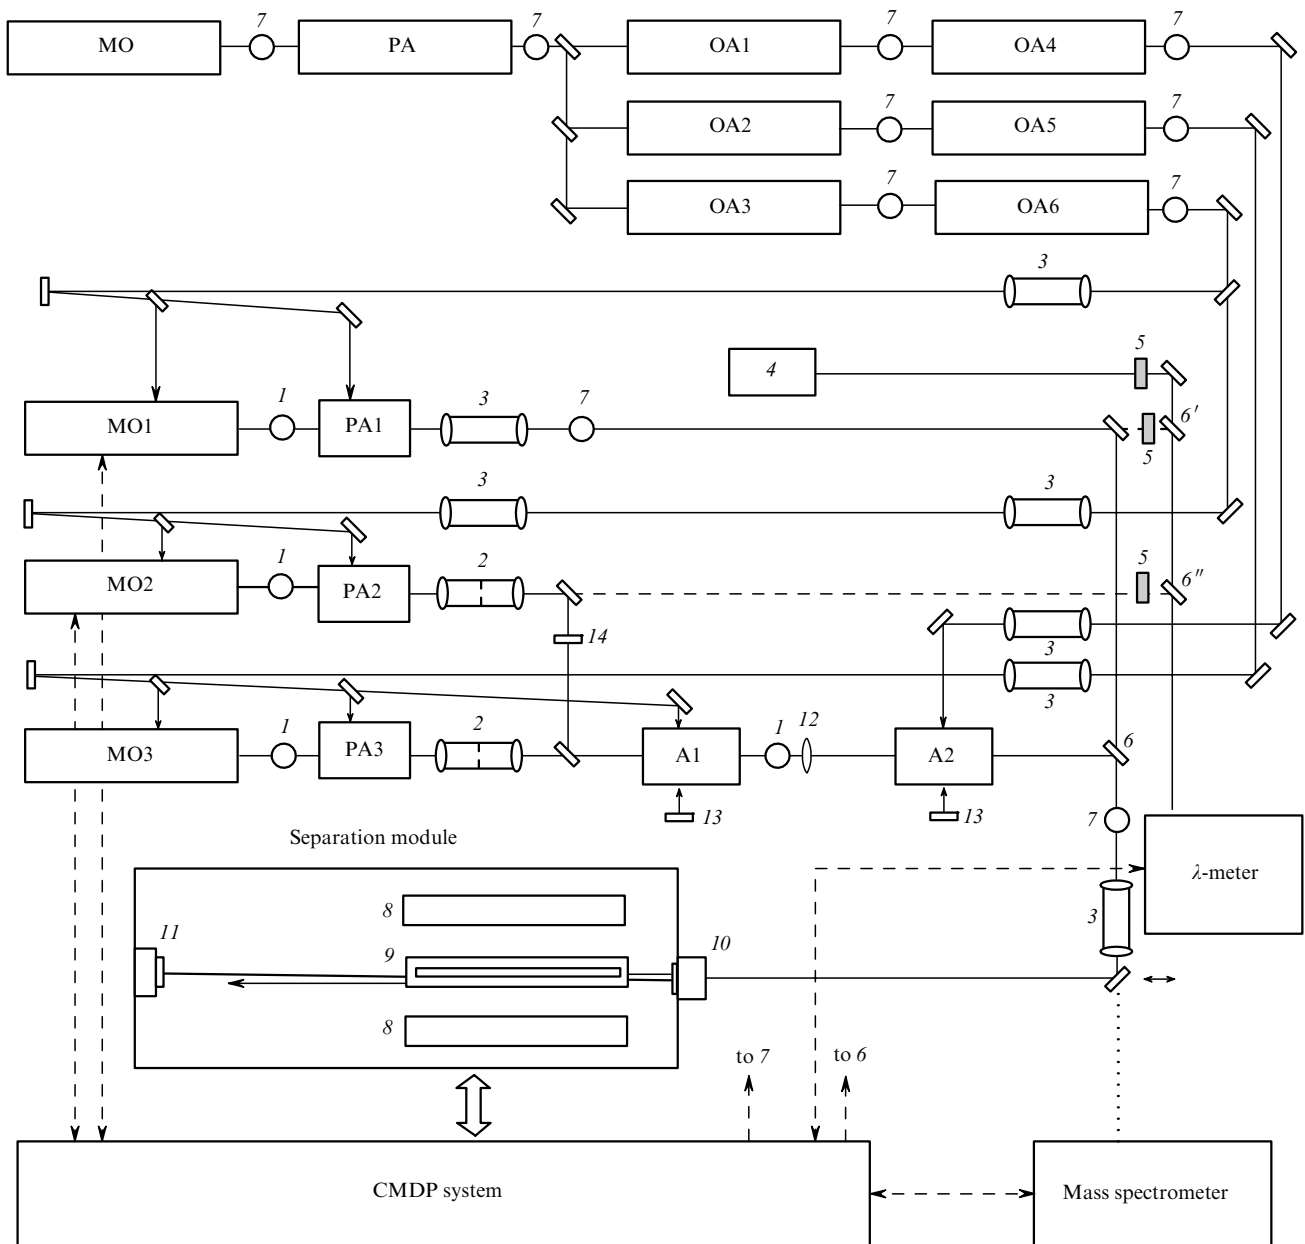 7 7 7 7
MO PA OA1 OA4
7 7
OA2 OA5
7 7
OA3 OA6
3
4 5
1 3 7 6′
MO1 PA1
5
3 3
1 2 5 6″
MO2 PA2
14
3
3
1 2 1 12 6
MO3 PA3 A1 A2
13 13 7
Separation module
λ-meter
8 3
11 9 10
8
to 7 to 6
CMDP system Mass spectrometer